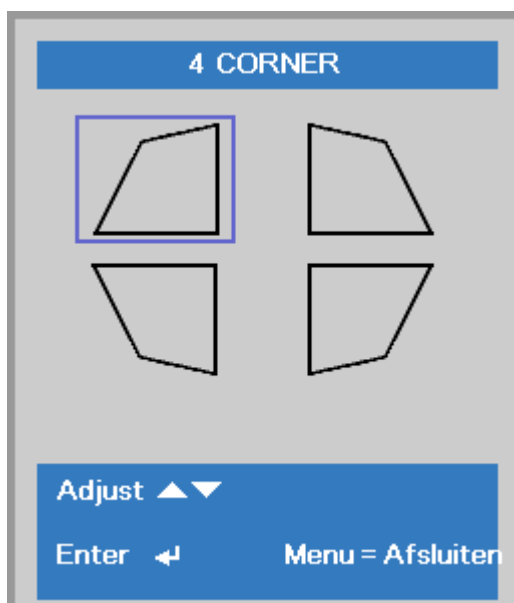 4 CORNER
Adjust ▲▼
Enter ↵ Menu = Afsluiten